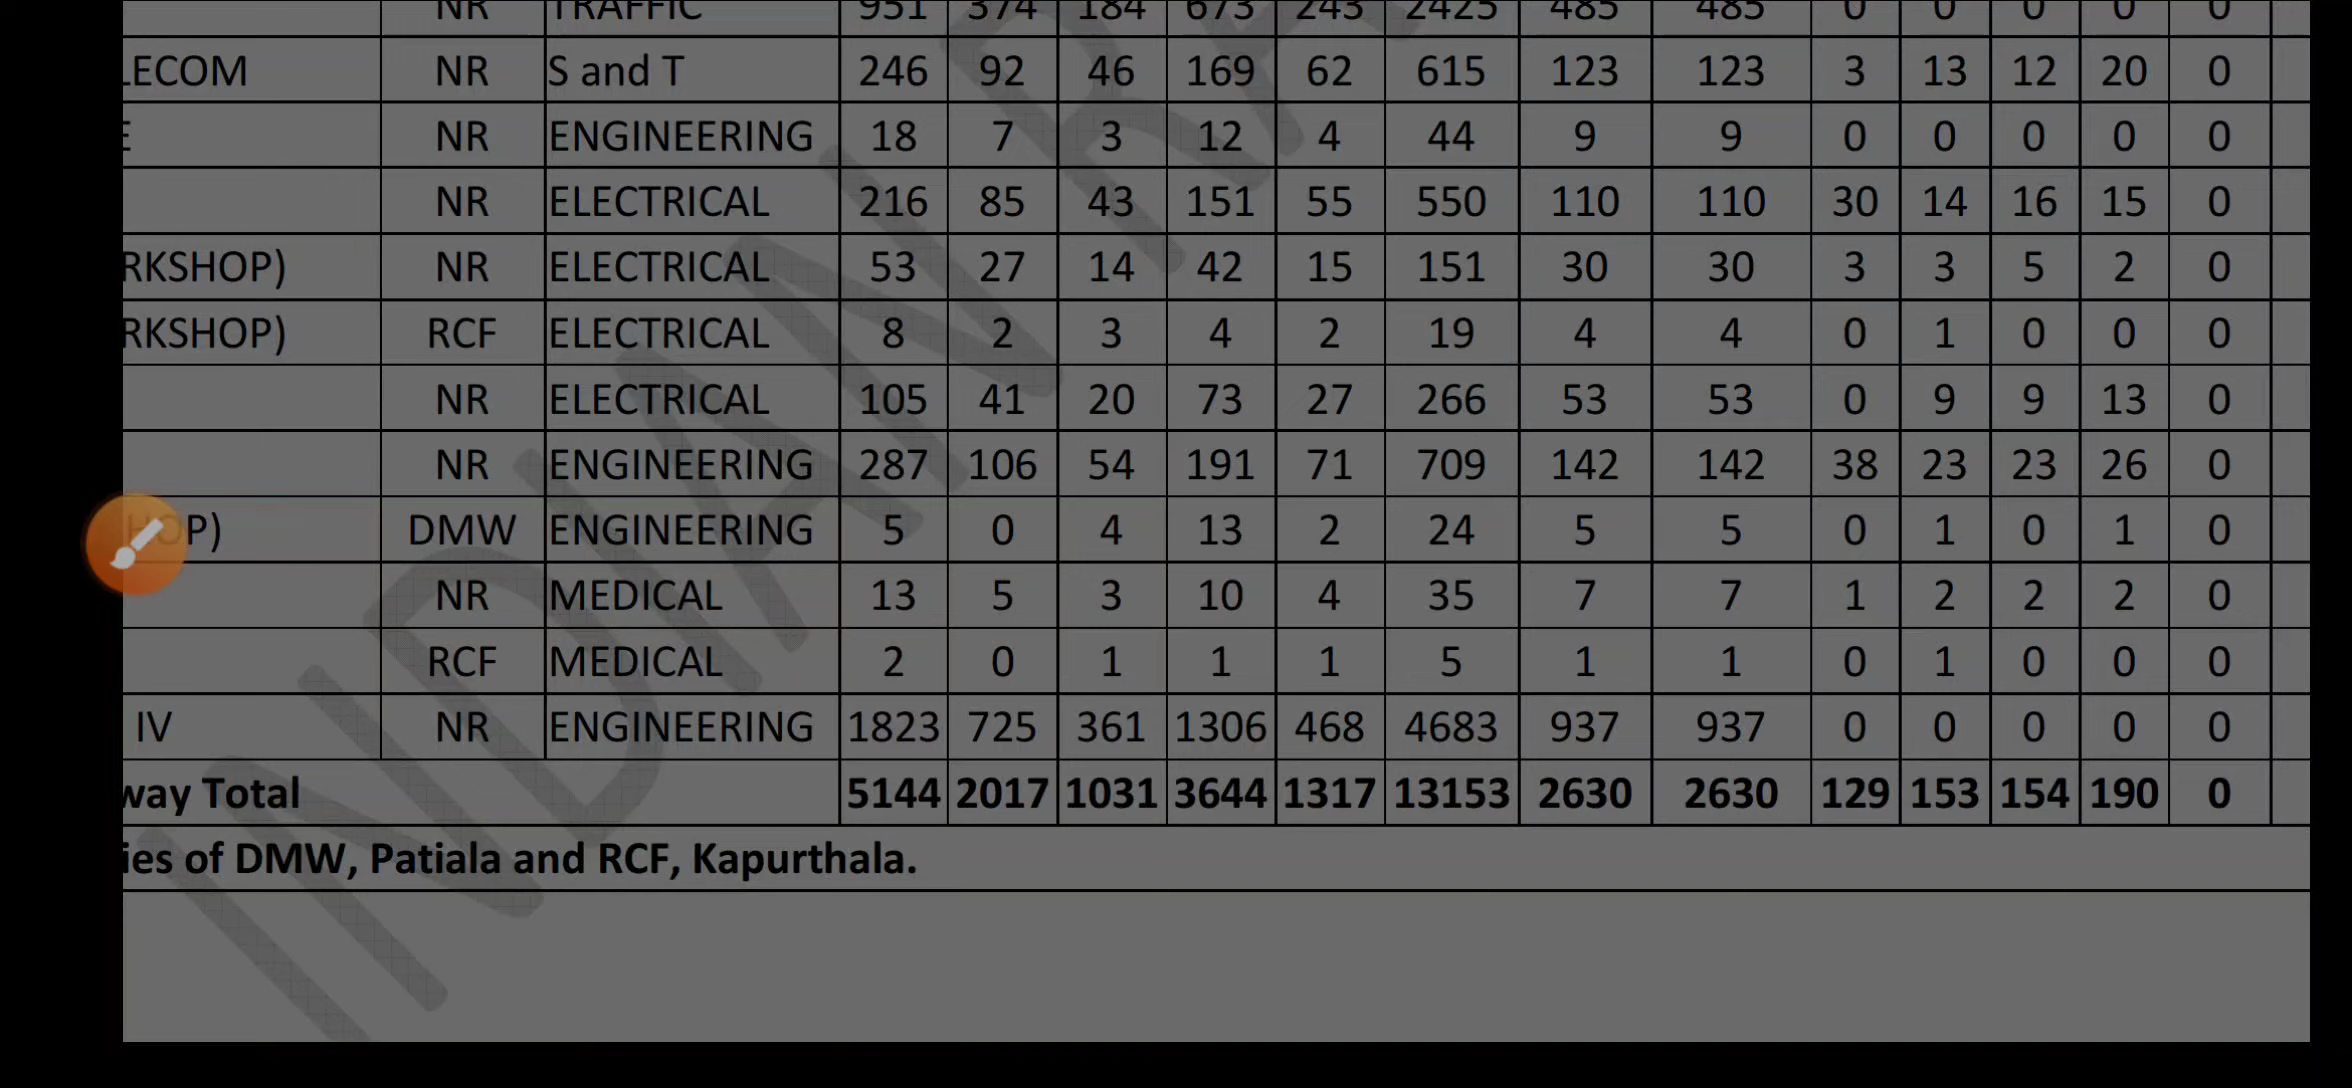 NR TRAFFIC 951 374 184 673 243 2425 485 485 0 0 0 0 0
LECOM NR S and T 246 92 46 169 62 615 123 123 3 13 12 20 0
E NR ENGINEERING 18 7 3 12 4 44 9 9 0 0 0 0 0
NR ELECTRICAL 216 85 43 151 55 550 110 110 30 14 16 15 0
RKSHOP) NR ELECTRICAL 53 27 14 42 15 151 30 30 3 3 5 2 0
RKSHOP) RCF ELECTRICAL 8 2 3 4 2 19 4 4 0 1 0 0 0
NR ELECTRICAL 105 41 20 73 27 266 53 53 0 9 9 13 0
NR ENGINEERING 287 106 54 191 71 709 142 142 38 23 23 26 0
HOP) DMW ENGINEERING 5 0 4 13 2 24 5 5 0 1 0 1 0
NR MEDICAL 13 5 3 10 4 35 7 7 1 2 2 2 0
RCF MEDICAL 2 0 1 1 1 5 1 1 0 1 0 0 0
IV NR ENGINEERING 1823 725 361 1306 468 4683 937 937 0 0 0 0 0
way Total 5144 2017 1031 3644 1317 13153 2630 2630 129 153 154 190 0
ies of DMW, Patiala and RCF, Kapurthala.
INDIAN RA